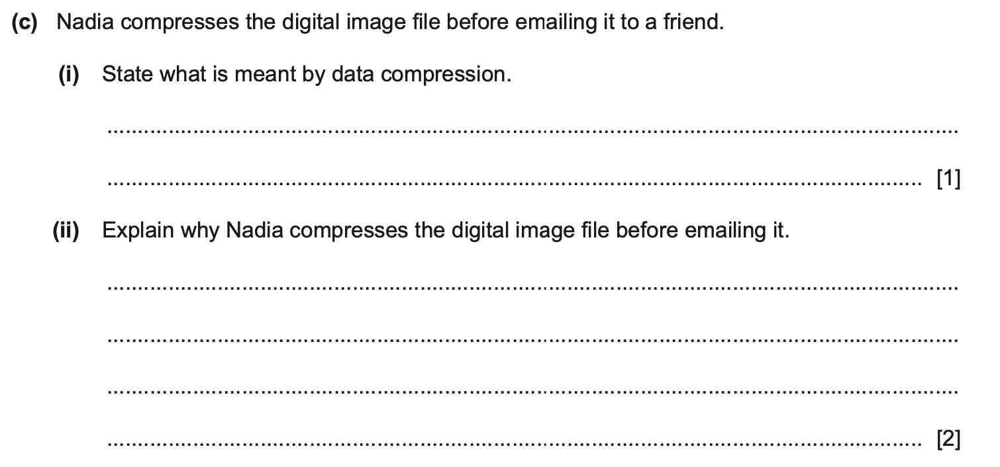 (c) Nadia compresses the digital image file before emailing it to a friend.
(i) State what is meant by data compression.
..........................................................................................................................................
.................................................................................................................................... [1]
(ii) Explain why Nadia compresses the digital image file before emailing it.
..........................................................................................................................................
..........................................................................................................................................
..........................................................................................................................................
.................................................................................................................................... [2]